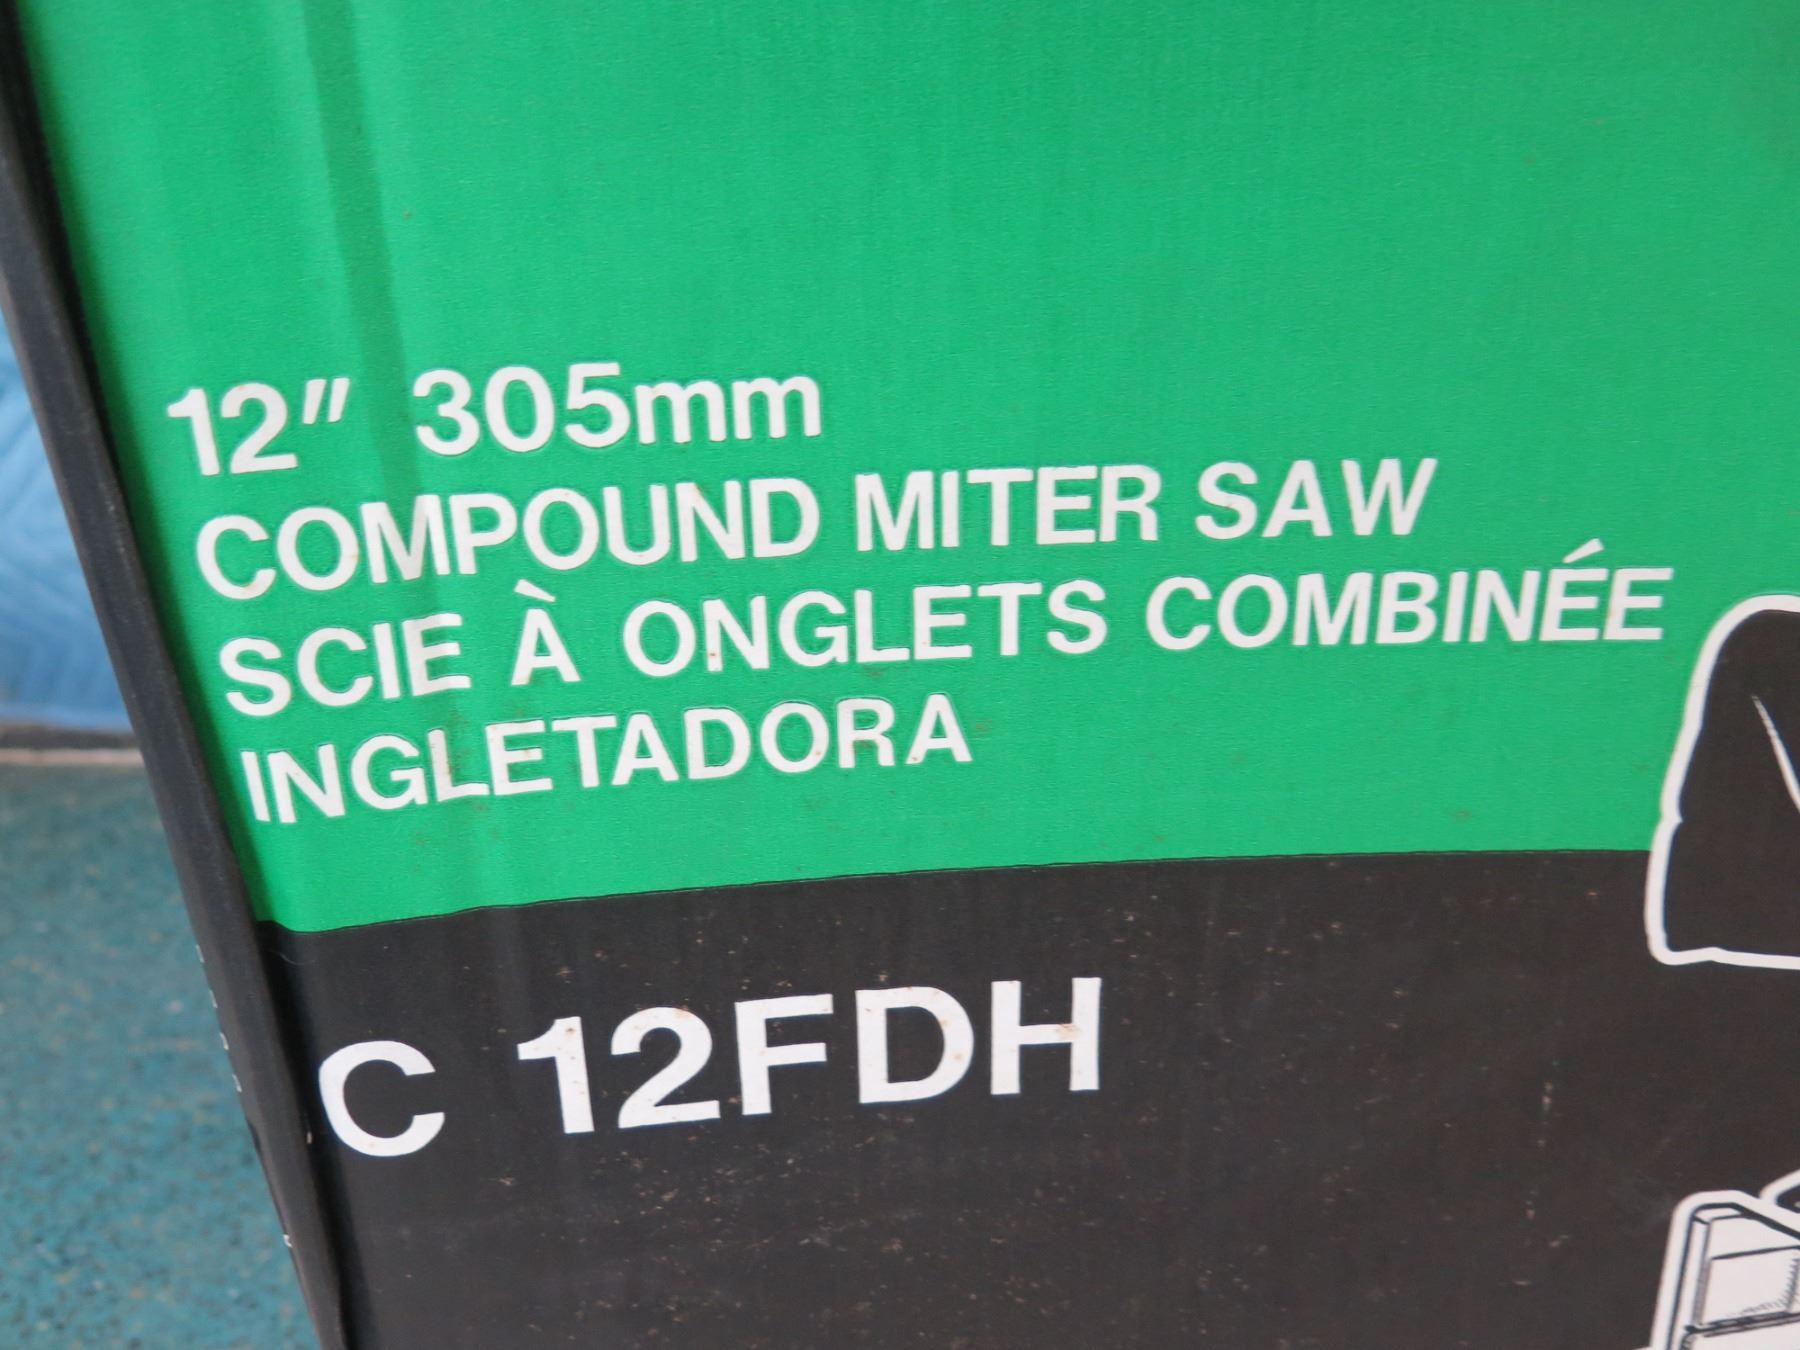 12" 305mm
COMPOUND MITER SAW
SCIE À ONGLETS COMBINÉE
INGLETADORA
C 12FDH